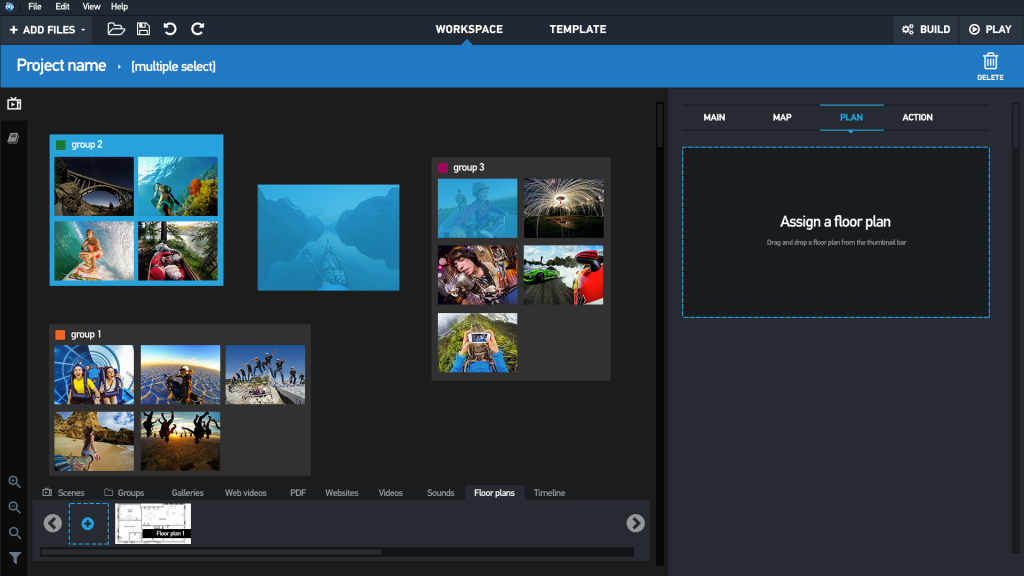 File Edit View Help
+ ADD FILES
WORKSPACE
TEMPLATE
BUILD
PLAY
Project name
[multiple select]
DELETE
MAIN
MAP
PLAN
ACTION
group 2
group 3
Assign a floor plan
Drag and drop a floor plan from the thumbnail bar
group 1
Scenes
Groups
Galleries
Web videos
PDF
Websites
Videos
Sounds
Floor plans
Timeline
Floor plan 1